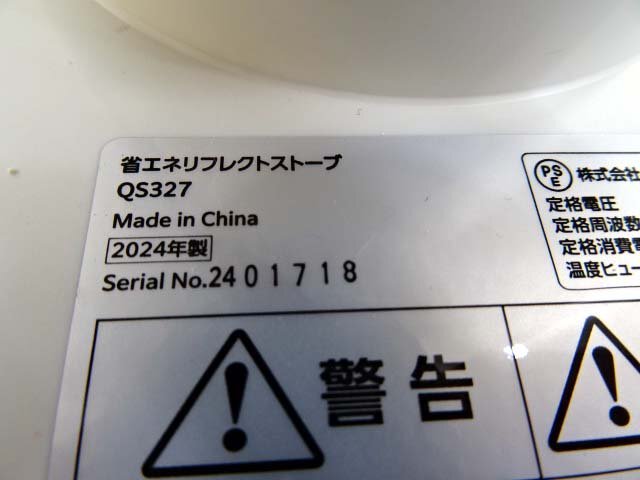 省エネリフレクトストーブ
QS327
Made in China
2024年製
Serial No.2401718
PSE 株式会社
定格電圧
定格周波数
定格消費電
温度ヒュー
警告